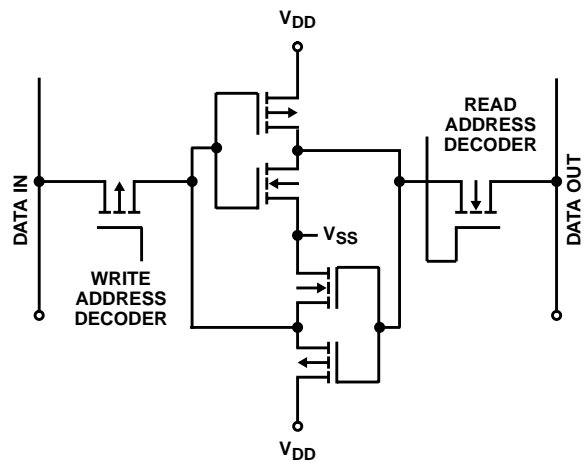 VDD
READ
ADDRESS
DECODER
DATA IN
DATA OUT
VSS
WRITE
ADDRESS
DECODER
VDD